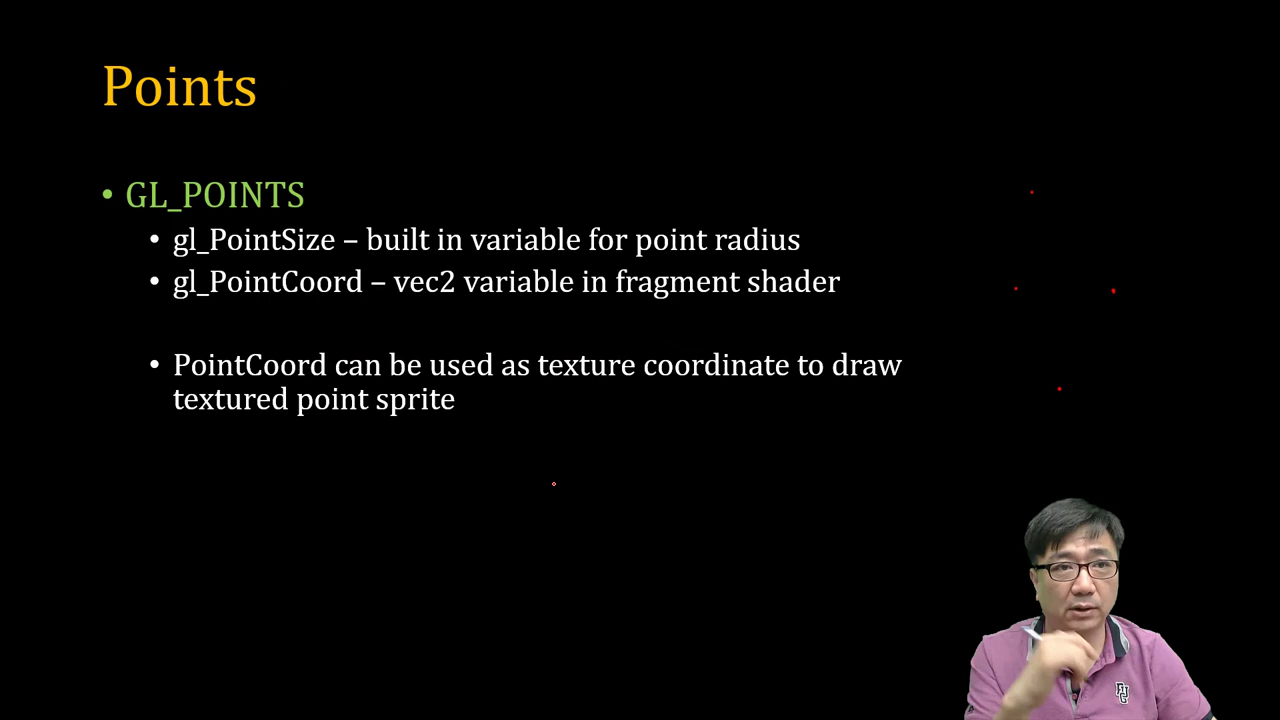 Points
• GL_POINTS
• gl_PointSize – built in variable for point radius
• gl_PointCoord – vec2 variable in fragment shader
• PointCoord can be used as texture coordinate to draw
textured point sprite